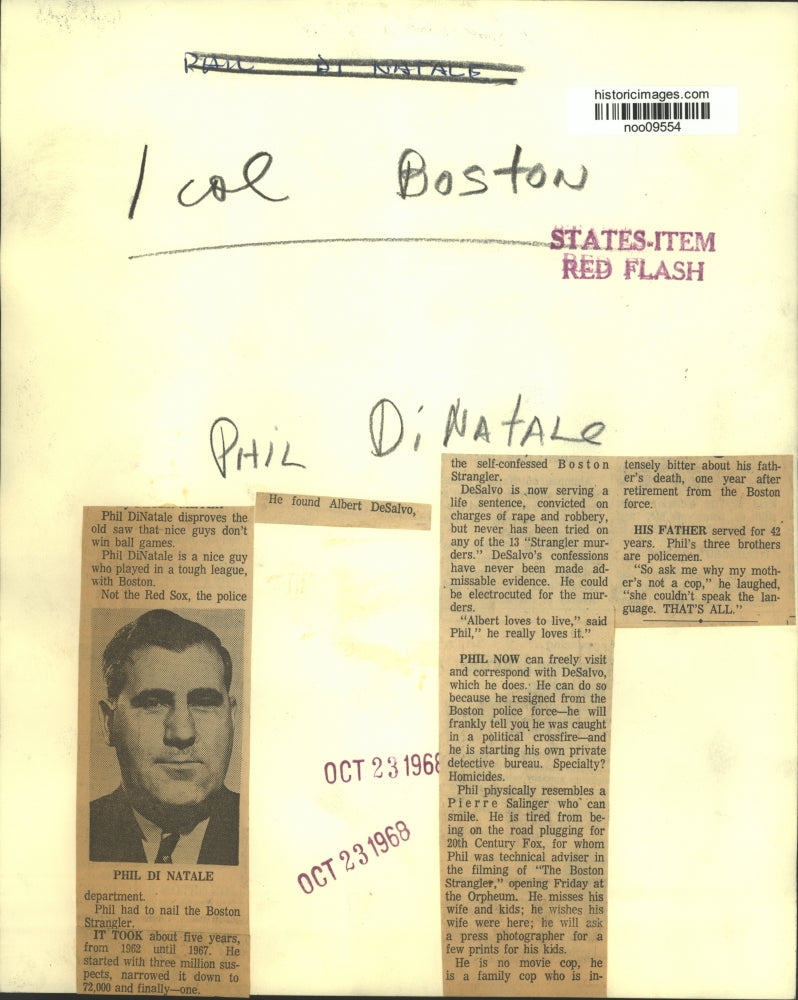 PHIL DI NATALE
historicimages.com
noo09554
1 col Boston
STATES-ITEM
RED FLASH
PHIL DiNATALe
Phil DiNatale disproves the
old saw that nice guys don't
win ball games.
Phil DiNatale is a nice guy
who played in a tough league,
with Boston.
Not the Red Sox, the police
PHIL DI NATALE
department.
Phil had to nail the Boston
Strangler.
IT TOOK about five years,
from 1962 until 1967. He
started with three million sus-
pects, narrowed it down to
72,000 and finally—one.
He found Albert DeSalvo,
OCT 23 1968
OCT 23 1968
the self-confessed Boston
Strangler.
DeSalvo is now serving a
life sentence, convicted on
charges of rape and robbery,
but never has been tried on
any of the 13 "Strangler mur-
ders." DeSalvo's confessions
have never been made ad-
missable evidence. He could
be electrocuted for the mur-
ders.
"Albert loves to live," said
Phil," he really loves it."
PHIL NOW can freely visit
and correspond with DeSalvo,
which he does. He can do so
because he resigned from the
Boston police force—he will
frankly tell you he was caught
in a political crossfire—and
he is starting his own private
detective bureau. Specialty?
Homicides.
Phil physically resembles a
Pierre Salinger who can
smile. He is tired from be-
ing on the road plugging for
20th Century Fox, for whom
Phil was technical adviser in
the filming of "The Boston
Strangler," opening Friday at
the Orpheum. He misses his
wife and kids; he wishes his
wife were here; he will ask
a press photographer for a
few prints for his kids.
He is no movie cop, he
is a family cop who is in-
tensely bitter about his fath-
er's death, one year after
retirement from the Boston
force.
HIS FATHER served for 42
years. Phil's three brothers
are policemen.
"So ask me why my moth-
er's not a cop," he laughed,
"she couldn't speak the lan-
guage. THAT'S ALL."